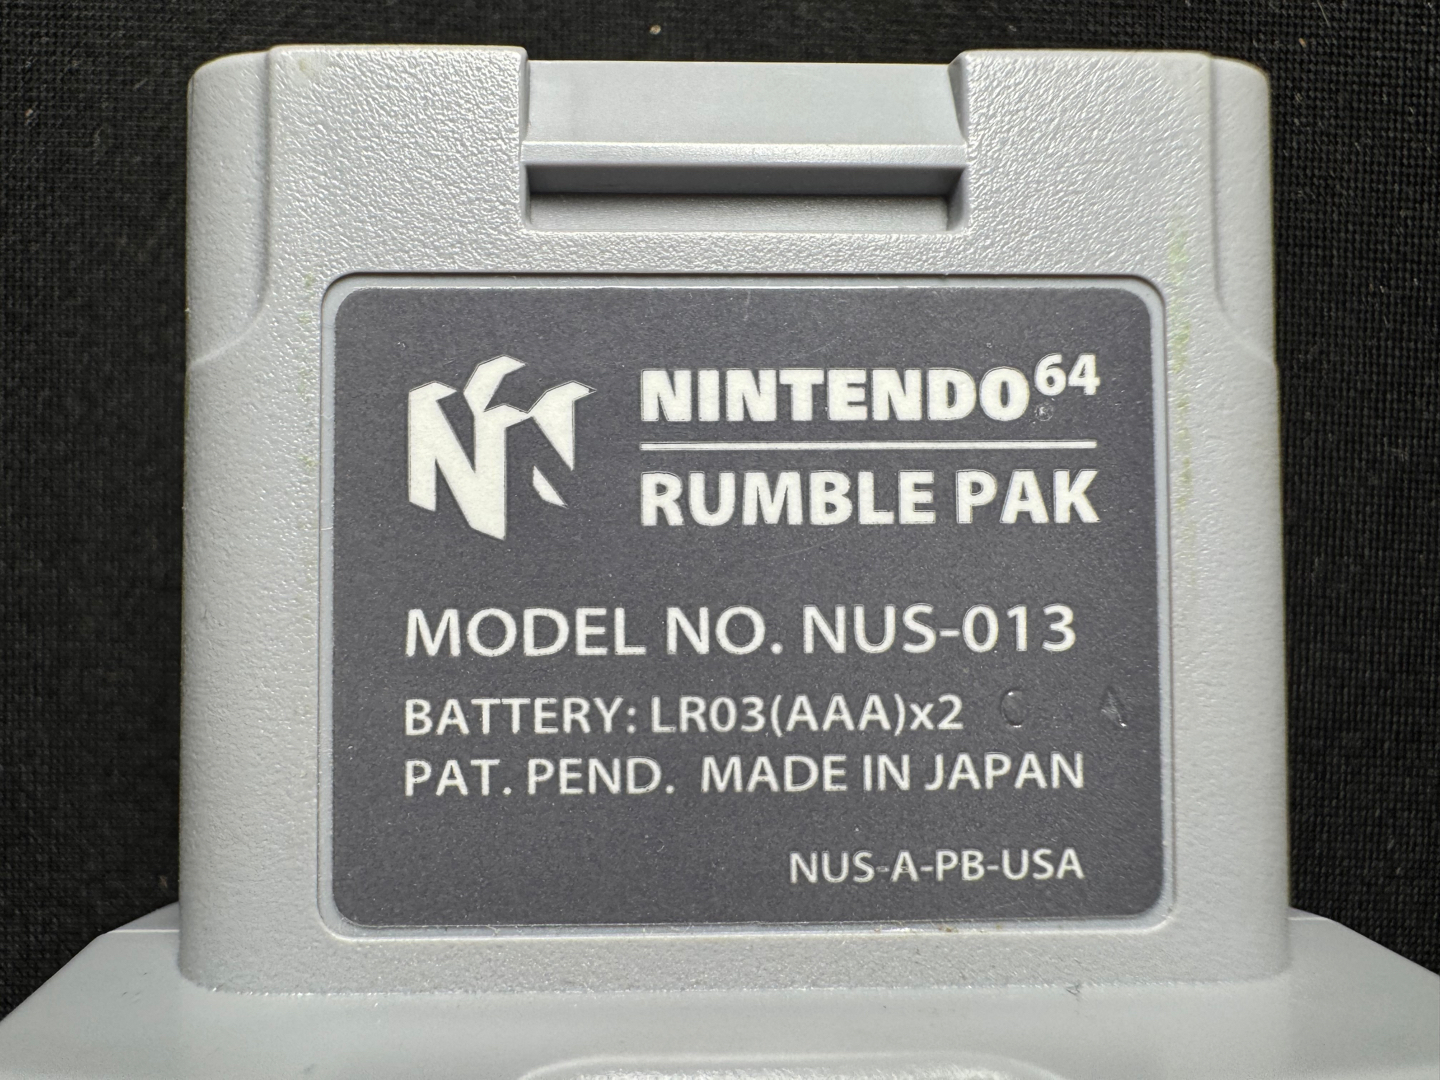 NINTENDO64®
RUMBLE PAK
MODEL NO. NUS-013
BATTERY: LR03(AAA)x2 C A
PAT. PEND. MADE IN JAPAN
NUS-A-PB-USA